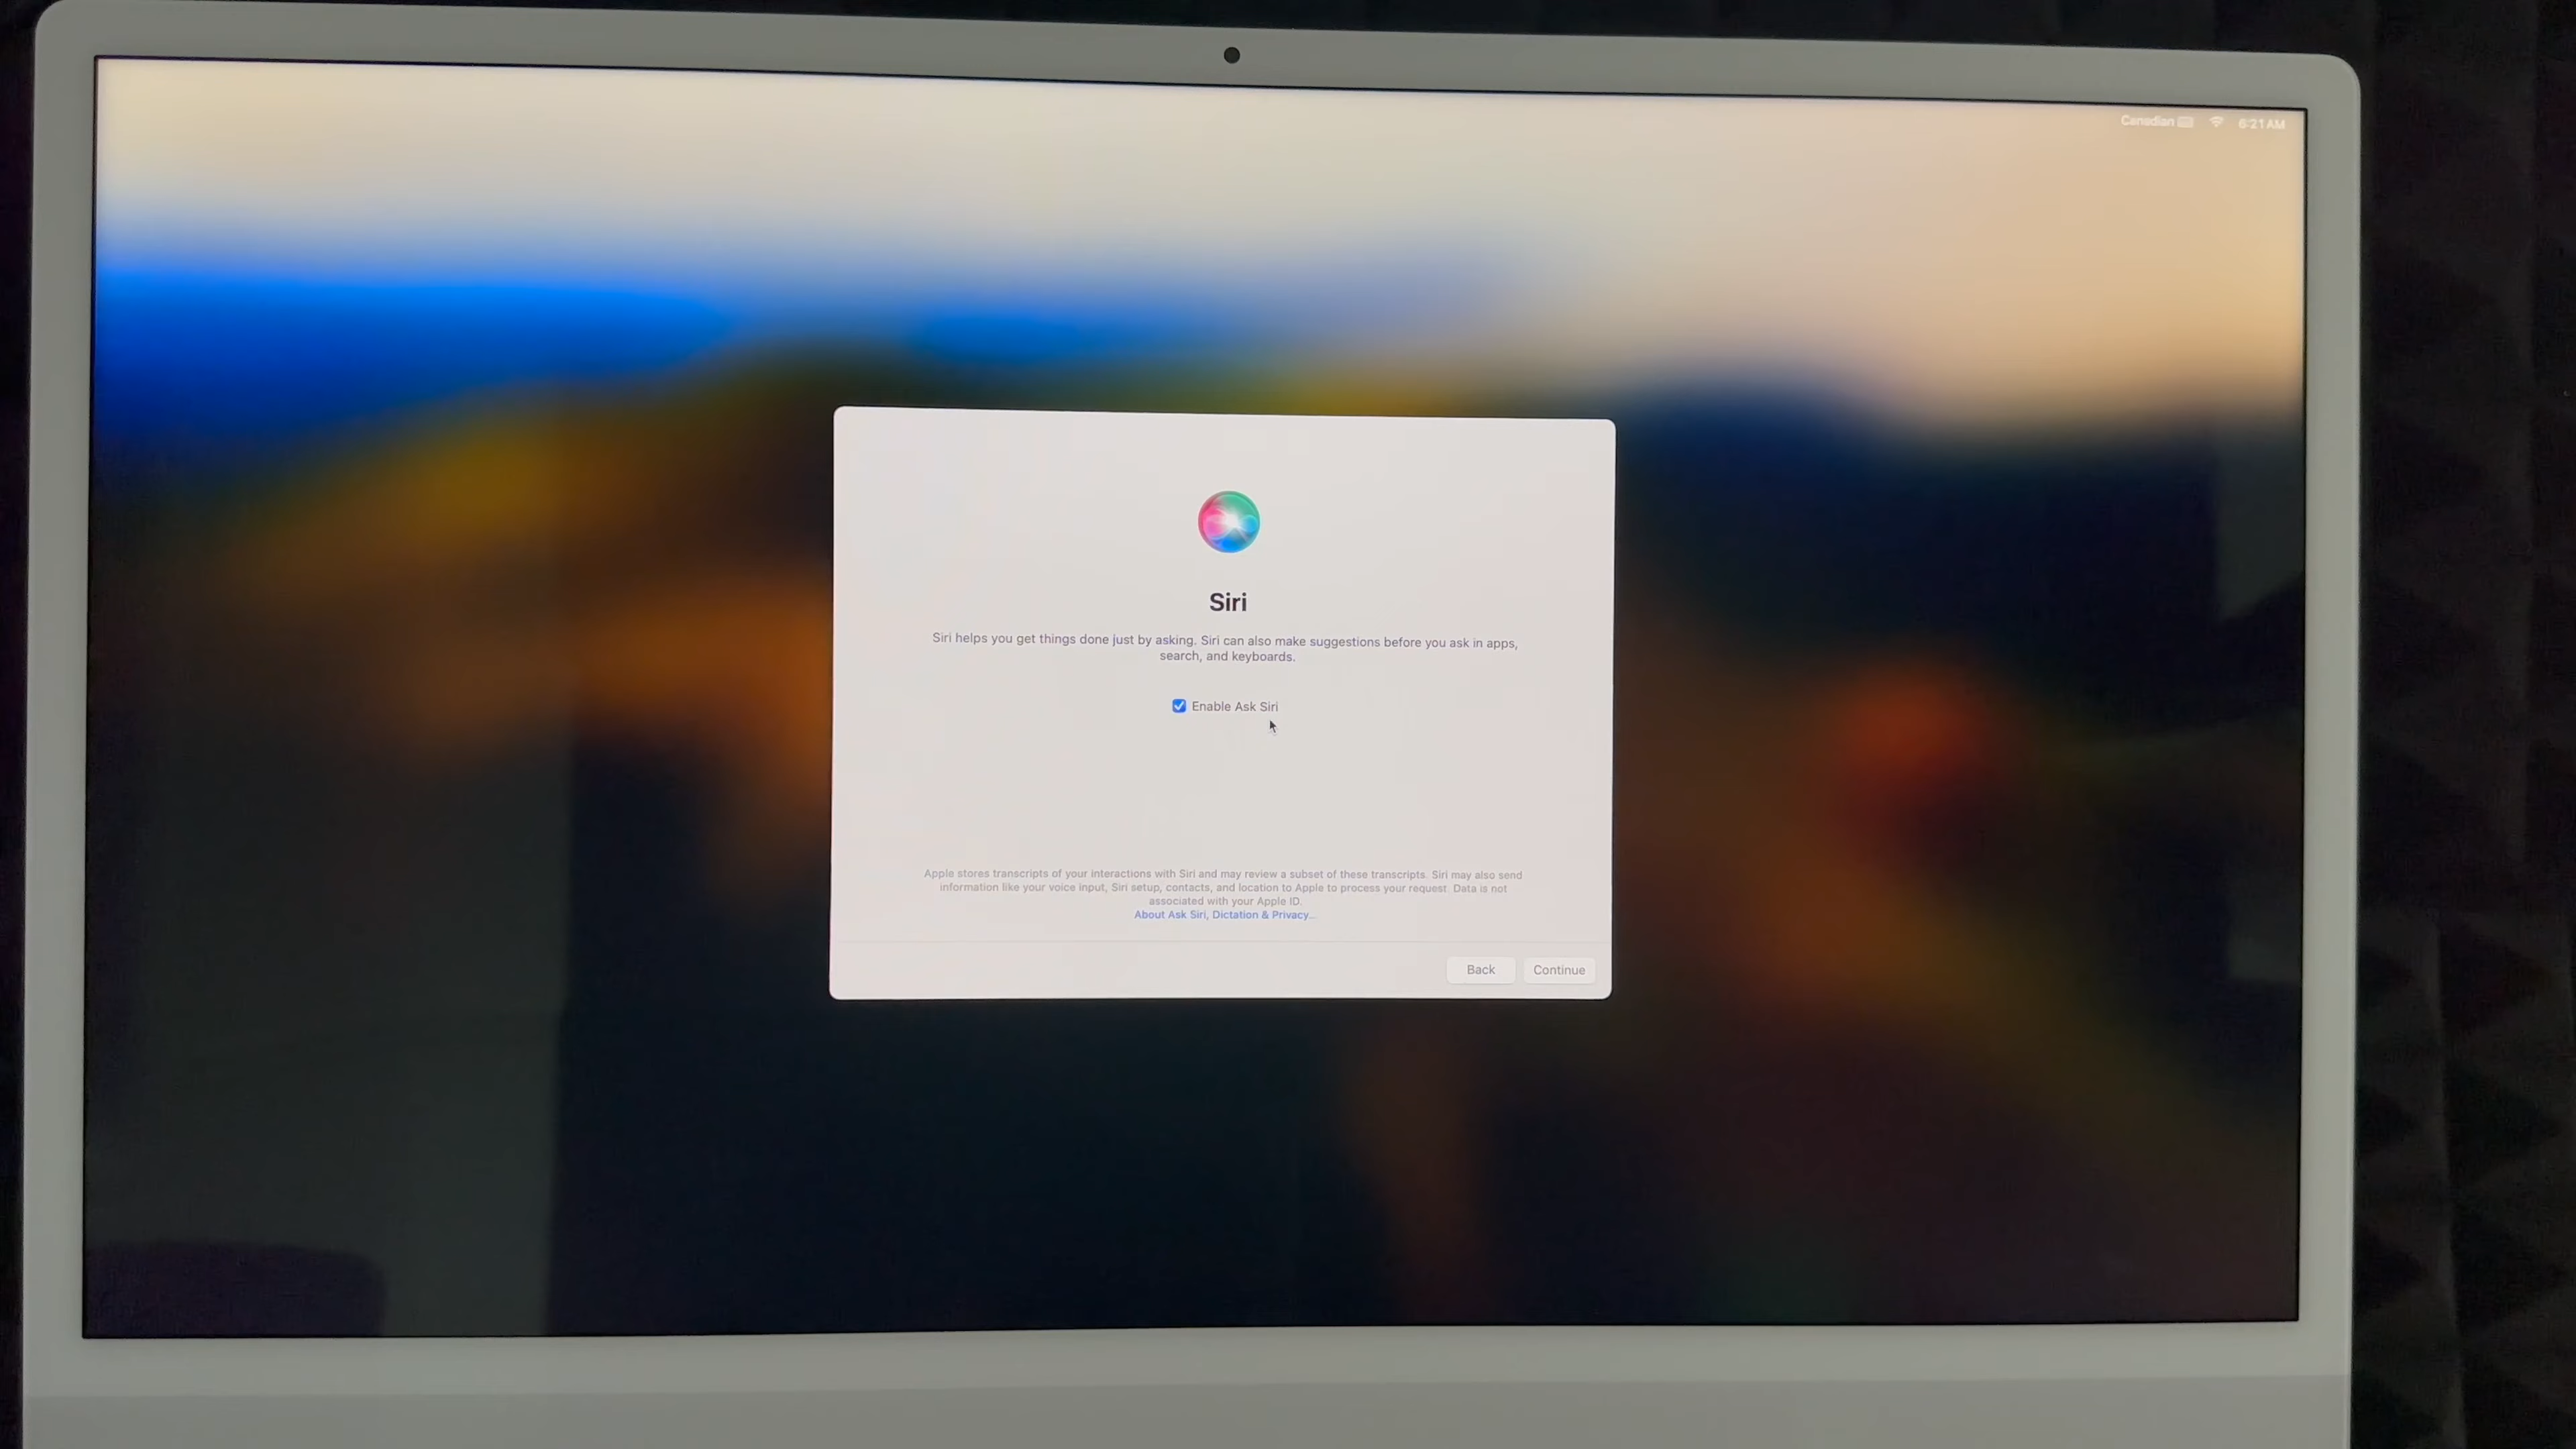 Canadian
6:21 AM
Siri
Siri helps you get things done just by asking. Siri can also make suggestions before you ask in apps,
search, and keyboards.
Enable Ask Siri
Apple stores transcripts of your interactions with Siri and may review a subset of these transcripts. Siri may also send
information like your voice input, Siri setup, contacts, and location to Apple to process your request. Data is not
associated with your Apple ID.
About Ask Siri, Dictation & Privacy...
Back
Continue